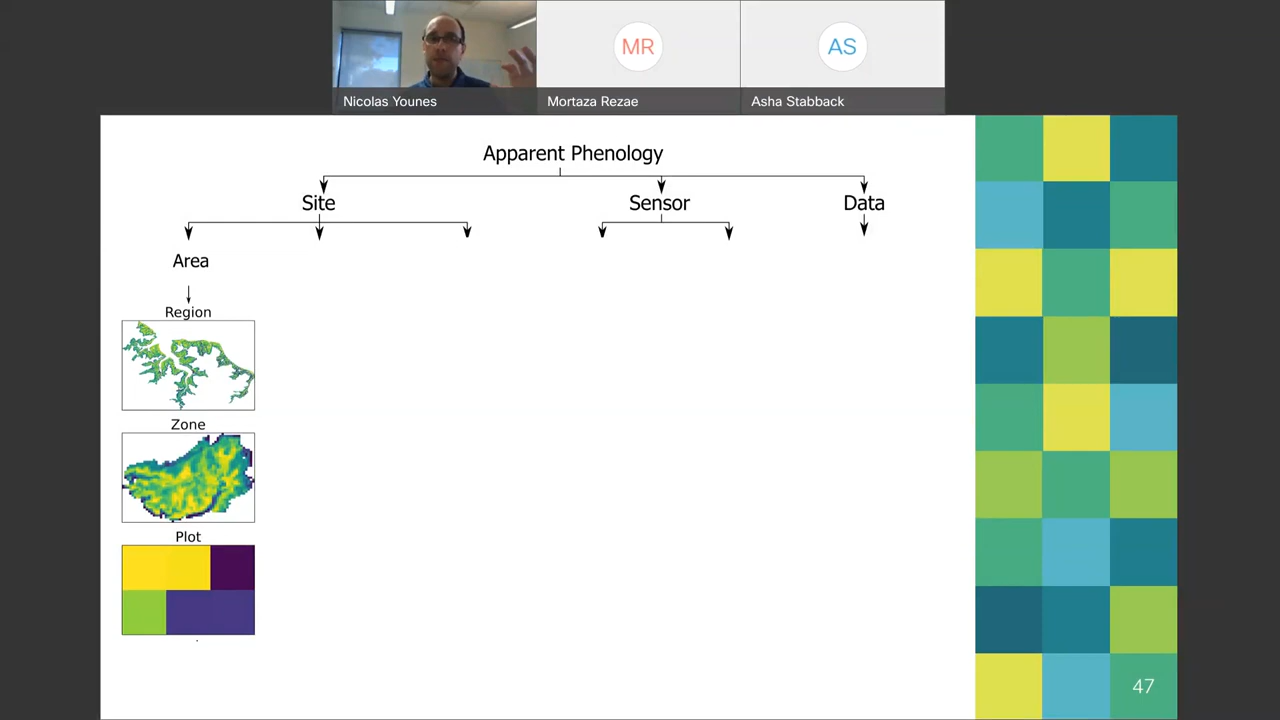 MR
AS
Nicolas Younes
Mortaza Rezae
Asha Stabback
Apparent Phenology
Site
Sensor
Data
Area
Region
Zone
Plot
47